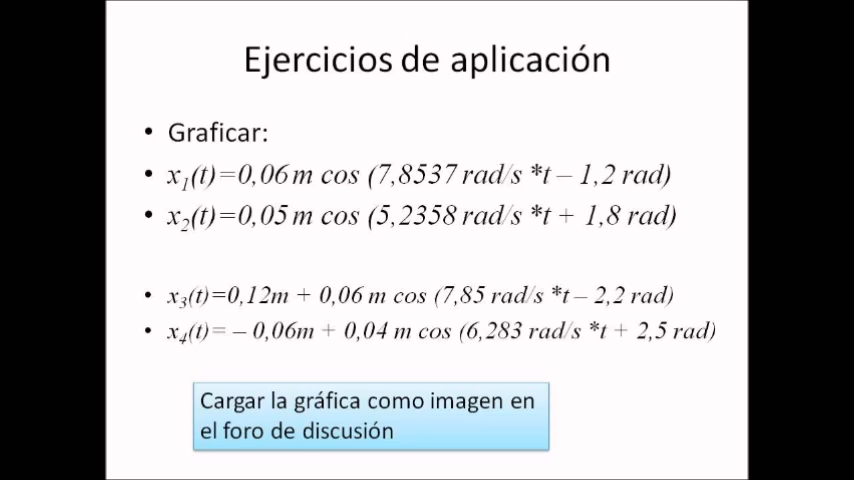 Ejercicios de aplicación
• Graficar:
• x₁(t)=0,06 m cos (7,8537 rad/s *t – 1,2 rad)
• x₂(t)=0,05 m cos (5,2358 rad/s *t + 1,8 rad)
• x₃(t)=0,12m + 0,06 m cos (7,85 rad/s *t – 2,2 rad)
• x₄(t)= – 0,06m + 0,04 m cos (6,283 rad/s *t + 2,5 rad)
Cargar la gráfica como imagen en
el foro de discusión